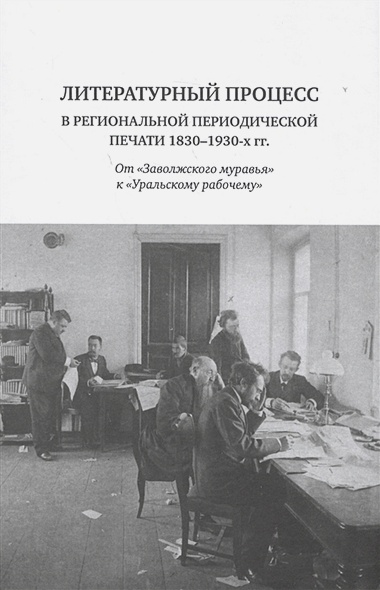 ЛИТЕРАТУРНЫЙ ПРОЦЕСС
В РЕГИОНАЛЬНОЙ ПЕРИОДИЧЕСКОЙ
ПЕЧАТИ 1830–1930-х гг.
От «Заволжского муравья»
к «Уральскому рабочему»